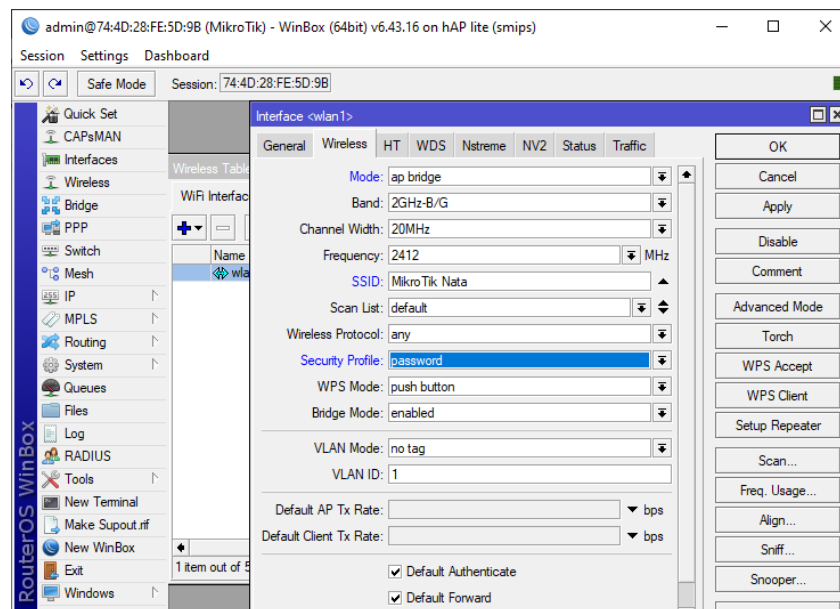 admin@74:4D:28:FE:5D:9B (MikroTik) - WinBox (64bit) v6.43.16 on hAP lite (smips)
Session Settings Dashboard
Safe Mode Session: 74:4D:28:FE:5D:9B
RouterOS WinBox
Quick Set
CAPsMAN
Interfaces
Wireless
Bridge
PPP
Switch
Mesh
IP
MPLS
Routing
System
Queues
Files
Log
RADIUS
Tools
New Terminal
Make Supout.rif
New WinBox
Exit
Windows
Wireless Table
WiFi Interfac
Name
wla
1 item out of 5
Interface <wlan1>
General Wireless HT WDS Nstreme NV2 Status Traffic
Mode: ap bridge
Band: 2GHz-B/G
Channel Width: 20MHz
Frequency: 2412 MHz
SSID: MikroTik Nata
Scan List: default
Wireless Protocol: any
Security Profile: password
WPS Mode: push button
Bridge Mode: enabled
VLAN Mode: no tag
VLAN ID: 1
Default AP Tx Rate: bps
Default Client Tx Rate: bps
Default Authenticate
Default Forward
OK
Cancel
Apply
Disable
Comment
Advanced Mode
Torch
WPS Accept
WPS Client
Setup Repeater
Scan...
Freq. Usage...
Align...
Sniff...
Snooper...